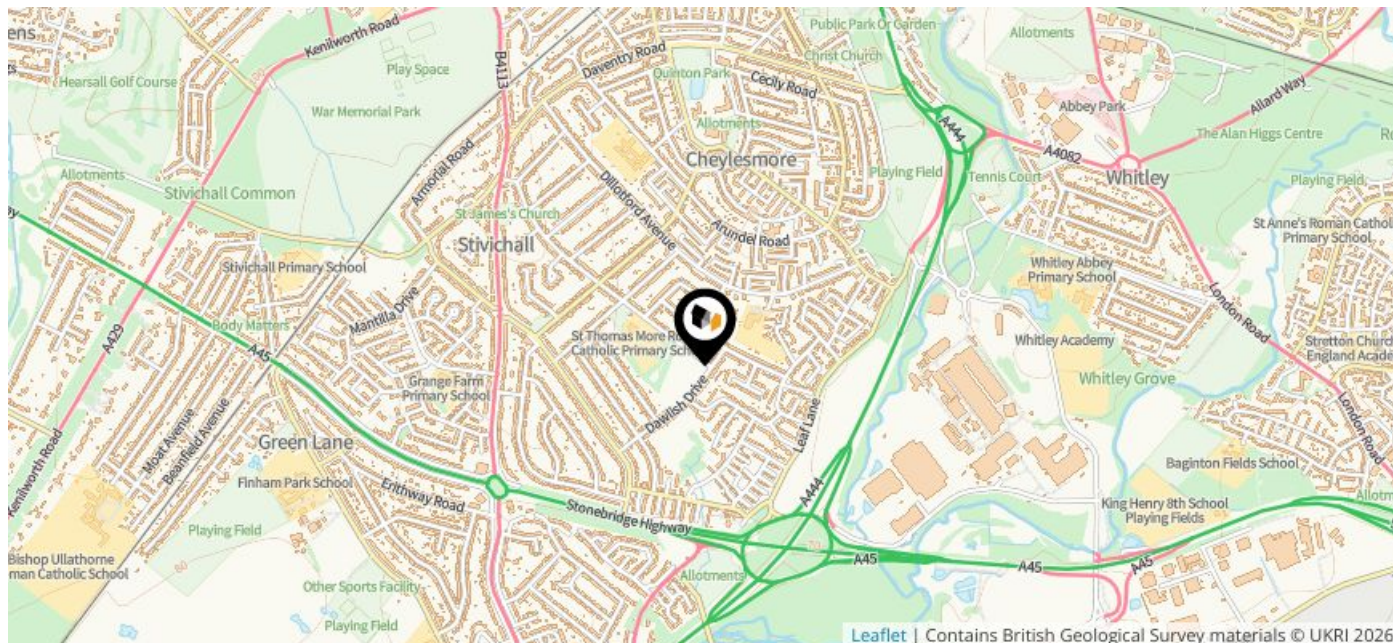 ens
Kenilworth Road
Public Park Or Garden
Allotments
Hearsall Golf Course
Play Space
B4113
Daventry Road
Christ Church
Quinton Park
Cecily Road
War Memorial Park
Abbey Park
Allard Way
Allotments
A444
The Alan Higgs Centre
Armorial Road
Cheylesmore
A4082
Allotments
Playing Field
Tennis Court
Whitley
Playing Field
Stivichall Common
Dillotford Avenue
St James's Church
Arundel Road
St Anne's Roman Catho
Primary School
Stivichall
Stivichall Primary School
Whitley Abbey
Primary School
Mantilla Drive
London Road
Body Matters
A429
A45
St Thomas More Ro
Catholic Primary Scho
Whitley Academy
Stretton Church
England Acad
Grange Farm
Primary School
Whitley Grove
Dawlish Drive
Leaf Lane
London Road
Moat Avenue
Beanfield Avenue
Green Lane
Kenilworth Road
Baginton Fields School
Finham Park School
Erithway Road
A444
King Henry 8th School
Playing Fields
Allotm
Stonebridge Highway
Playing Field
A45
A45
A45
Bishop Ullathorne
man Catholic School
Allotments
Other Sports Facility
Playing Field
Leaflet | Contains British Geological Survey materials © UKRI 2024